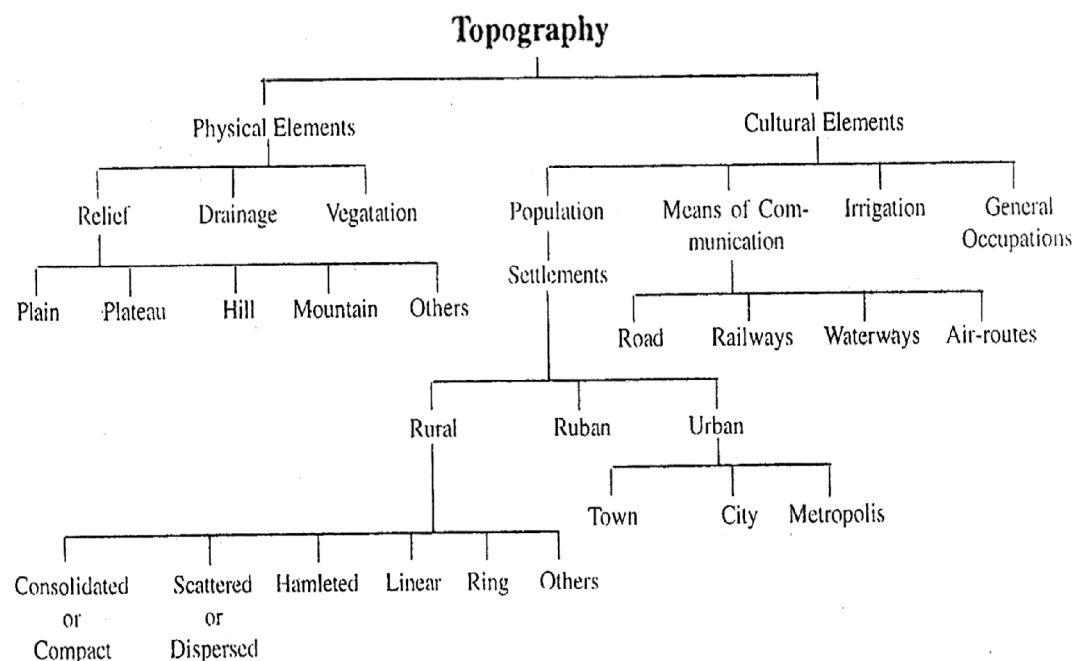 Topography
Physical Elements
Cultural Elements
Relief
Drainage
Vegatation
Population
Means of Com-
munication
Irrigation
General
Occupations
Settlements
Plain
Plateau
Hill
Mountain
Others
Road
Railways
Waterways
Air-routes
Rural
Ruban
Urban
Town
City
Metropolis
Consolidated
or
Compact
Scattered
or
Dispersed
Hamleted
Linear
Ring
Others